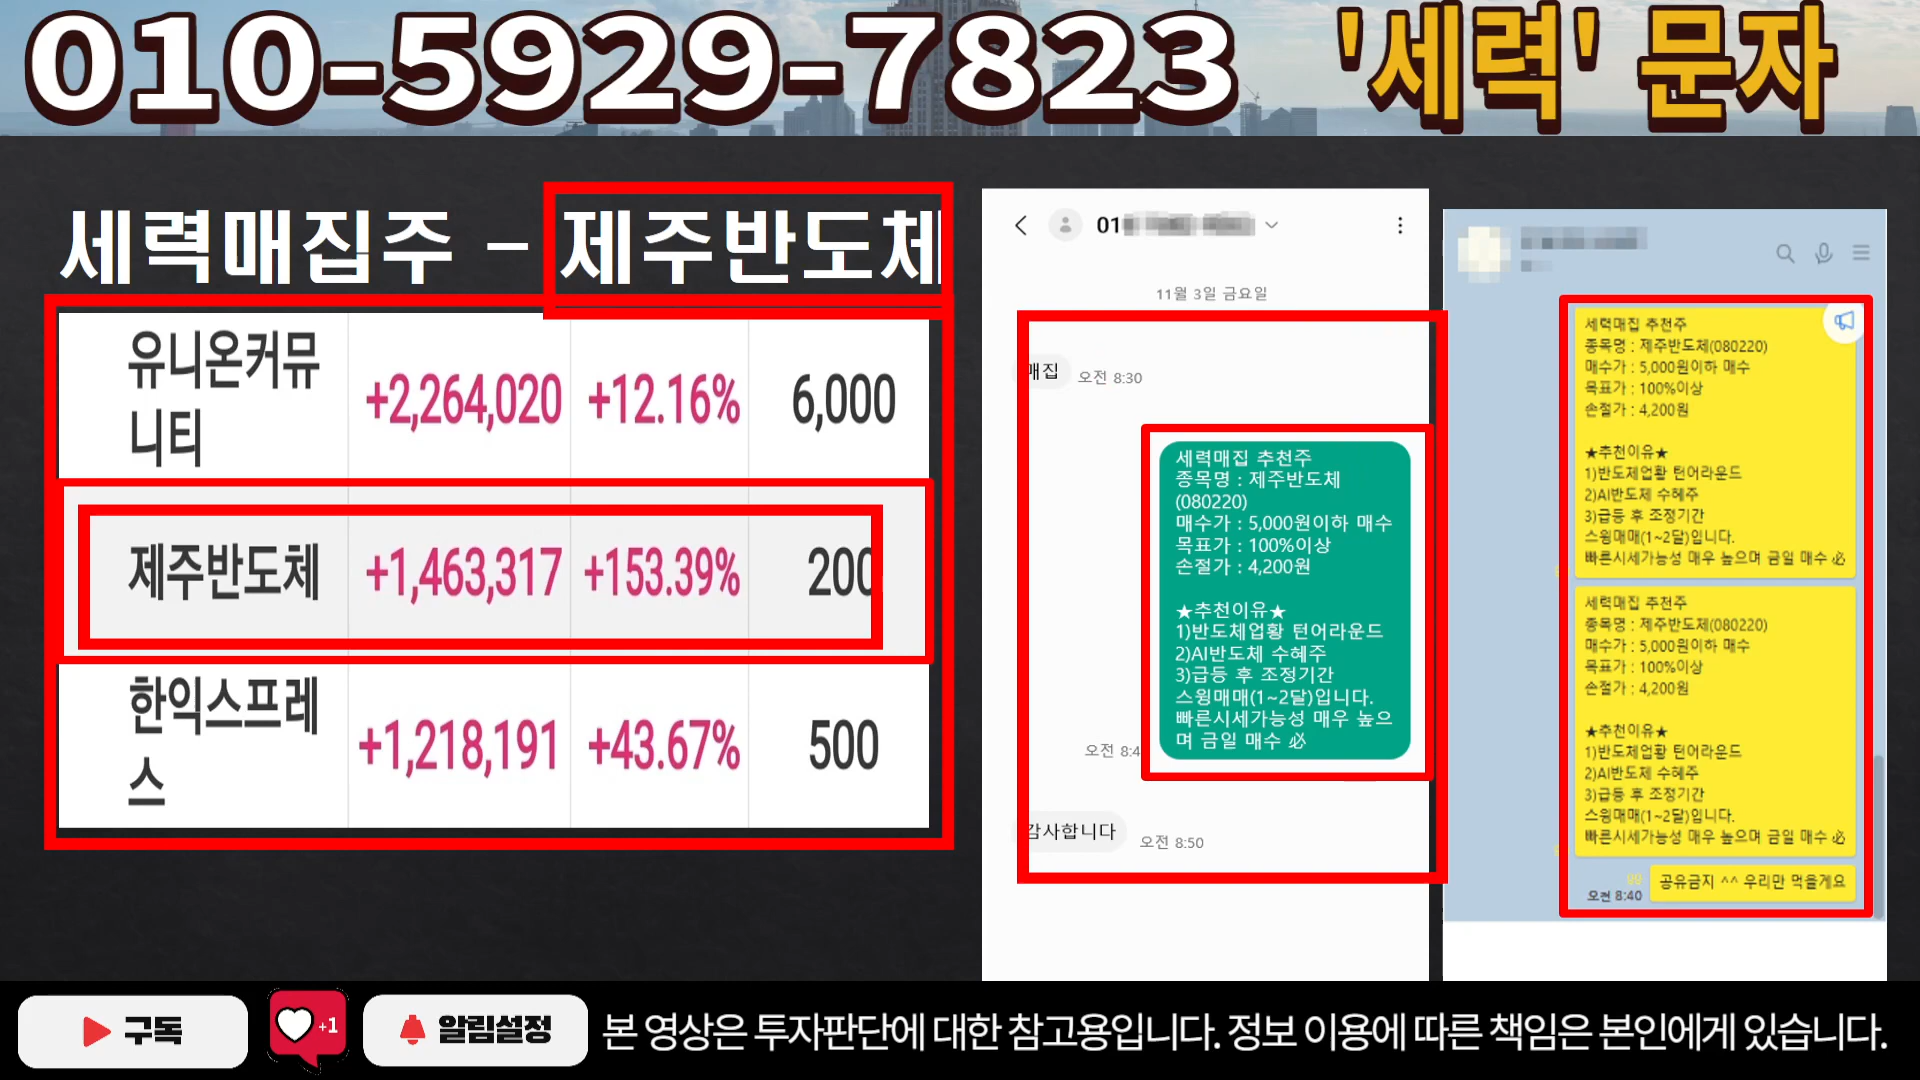 010-5929-7823 '세력' 문자
세력매집주 - 제주반도체
유니온커뮤
니티
+2,264,020 +12.16% 6,000
제주반도체 +1,463,317 +153.39% 200
한익스프레
스
+1,218,191 +43.67% 500
01
11월 3일 금요일
매집 오전 8:30
세력매집 추천주
종목명 : 제주반도체
(080220)
매수가 : 5,000원이하 매수
목표가 : 100%이상
손절가 : 4,200원
★추천이유★
1)반도체업황 턴어라운드
2)AI반도체 수혜주
3)급등 후 조정기간
스윙매매(1~2달)입니다.
빠른시세가능성 매우 높으
며 금일 매수 必
오전 8:4
감사합니다 오전 8:50
세력매집 추천주
종목명 : 제주반도체(080220)
매수가 : 5,000원이하 매수
목표가 : 100%이상
손절가 : 4,200원
★추천이유★
1)반도체업황 턴어라운드
2)AI반도체 수혜주
3)급등 후 조정기간
스윙매매(1~2달)입니다.
빠른시세가능성 매우 높으며 금일 매수 必
세력매집 추천주
종목명 : 제주반도체(080220)
매수가 : 5,000원이하 매수
목표가 : 100%이상
손절가 : 4,200원
★추천이유★
1)반도체업황 턴어라운드
2)AI반도체 수혜주
3)급등 후 조정기간
스윙매매(1~2달)입니다.
빠른시세가능성 매우 높으며 금일 매수 必
오전 8:40 공유금지 ^^ 우리만 먹을게요
구독 +1 알림설정 본 영상은 투자판단에 대한 참고용입니다. 정보 이용에 따른 책임은 본인에게 있습니다.